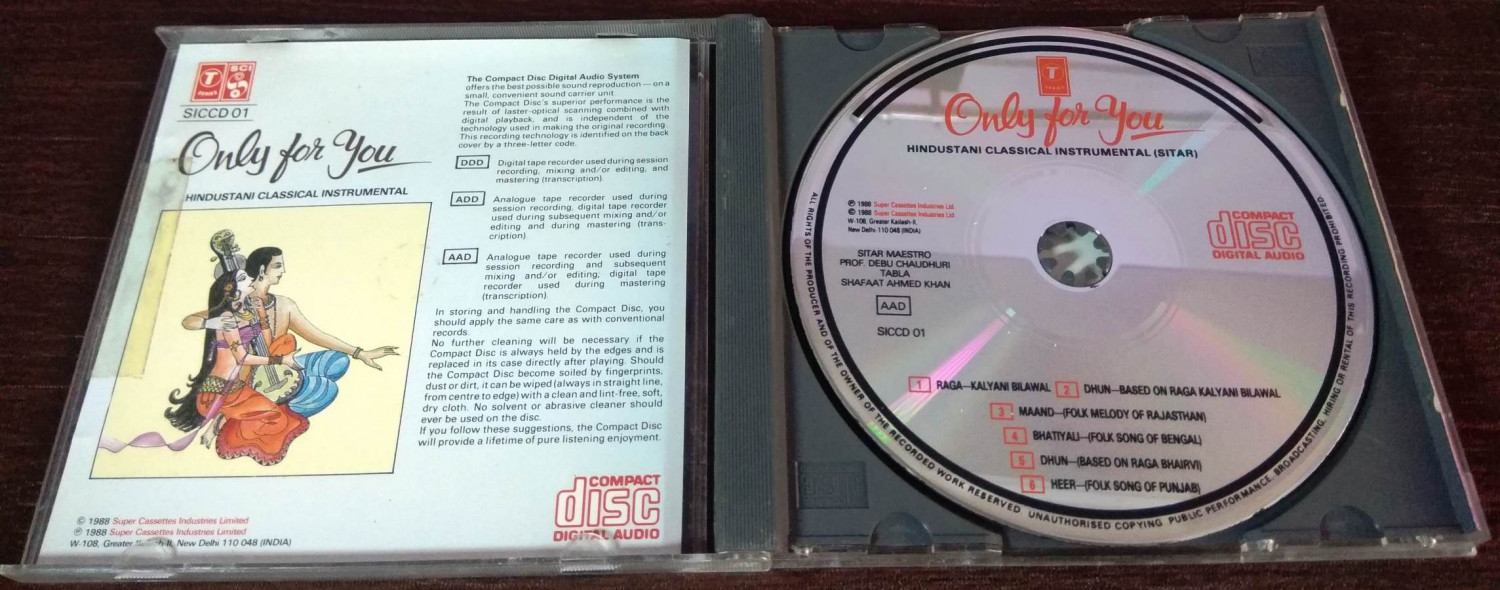 T
SCI
SICCD 01
Only for You
HINDUSTANI CLASSICAL INSTRUMENTAL
© 1988 Super Cassettes Industries Limited
℗ 1988 Super Cassettes Industries Limited
W-108, Greater Kailash-II, New Delhi 110 048 (INDIA)
The Compact Disc Digital Audio System
offers the best possible sound reproduction — on a
small, convenient sound carrier unit
The Compact Disc's superior performance is the
result of laster-optical scanning combined with
digital playback, and is independent of the
technology used in making the original recording.
This recording technology is identified on the back
cover by a three-letter code.
DDD Digital tape recorder used during session
recording, mixing and/or editing, and
mastering (transcription).
ADD Analogue tape recorder used during
session recording, digital tape recorder
used during subsequent mixing and/or
editing and during mastering (trans-
cription).
AAD Analogue tape recorder used during
session recording and subsequent
mixing and/or editing, digital tape
recorder used during mastering
(transcription).
In storing and handling the Compact Disc, you
should apply the same care as with conventional
records.
No further cleaning will be necessary if the
Compact Disc is always held by the edges and is
replaced in its case directly after playing. Should
the Compact Disc become soiled by fingerprints,
dust or dirt, it can be wiped (always in straight line,
from centre to edge) with a clean and lint-free, soft,
dry cloth. No solvent or abrasive cleaner should
ever be used on the disc.
If you follow these suggestions, the Compact Disc
will provide a lifetime of pure listening enjoyment.
COMPACT
disc
DIGITAL AUDIO
T
Only for You
HINDUSTANI CLASSICAL INSTRUMENTAL (SITAR)
℗ 1988 Super Cassettes Industries Ltd.
© 1988 Super Cassettes Industries Ltd.
W-108, Greater Kailash-II,
New Delhi-110 048 (INDIA)
SITAR MAESTRO
PROF. DEBU CHAUDHURI
TABLA
SHAFAAT AHMED KHAN
AAD
SICCD 01
COMPACT
disc
DIGITAL AUDIO
1 RAGA—KALYANI BILAWAL 2 DHUN—BASED ON RAGA KALYANI BILAWAL
3 MAAND—(FOLK MELODY OF RAJASTHAN)
4 BHATIYALI—(FOLK SONG OF BENGAL)
5 DHUN—(BASED ON RAGA BHAIRVI)
6 HEER—(FOLK SONG OF PUNJAB)
ALL RIGHTS OF THE PRODUCER AND OF THE OWNER OF THE RECORDED WORK RESERVED UNAUTHORISED COPYING PUBLIC PERFORMANCE, BROADCASTING, HIRING OR RENTAL OF THIS RECORDING PROHIBITED